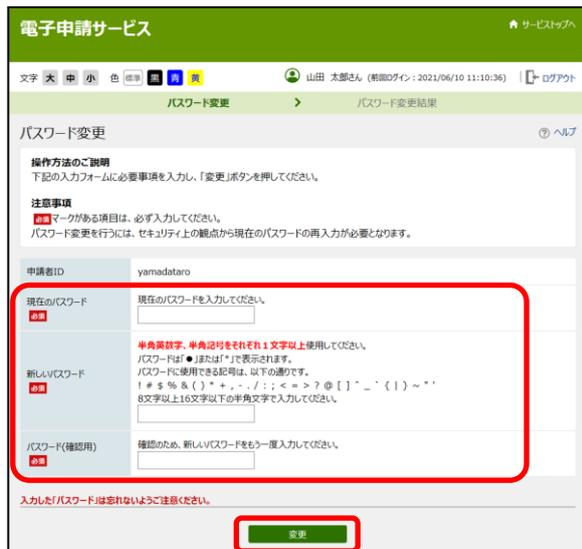 電子申請サービス
サービストップへ
文字 大 中 小 色 標準 黒 青 黄
山田 太郎さん (前回ログイン:2021/06/10 11:10:36)
ログアウト
パスワード変更 > パスワード変更結果
パスワード変更
ヘルプ
操作方法のご説明
下記の入力フォームに必要事項を入力し、「変更」ボタンを押してください。
注意事項
必須マークがある項目は、必ず入力してください。
パスワード変更を行うには、セキュリティ上の観点から現在のパスワードの再入力が必要となります。
申請者ID yamadataro
現在のパスワード
必須
現在のパスワードを入力してください。
新しいパスワード
必須
半角英数字、半角記号をそれぞれ1文字以上使用してください。
パスワードは「●」または「*」で表示されます。
パスワードに使用できる記号は、以下の通りです。
! # $ % & ( ) * + , - . / : ; < = > ? @ [ ] ^ _ ` { | } ~ " '
8文字以上16文字以下の半角文字で入力してください。
パスワード(確認用)
必須
確認のため、新しいパスワードをもう一度入力してください。
入力した「パスワード」は忘れないようご注意ください。
変更